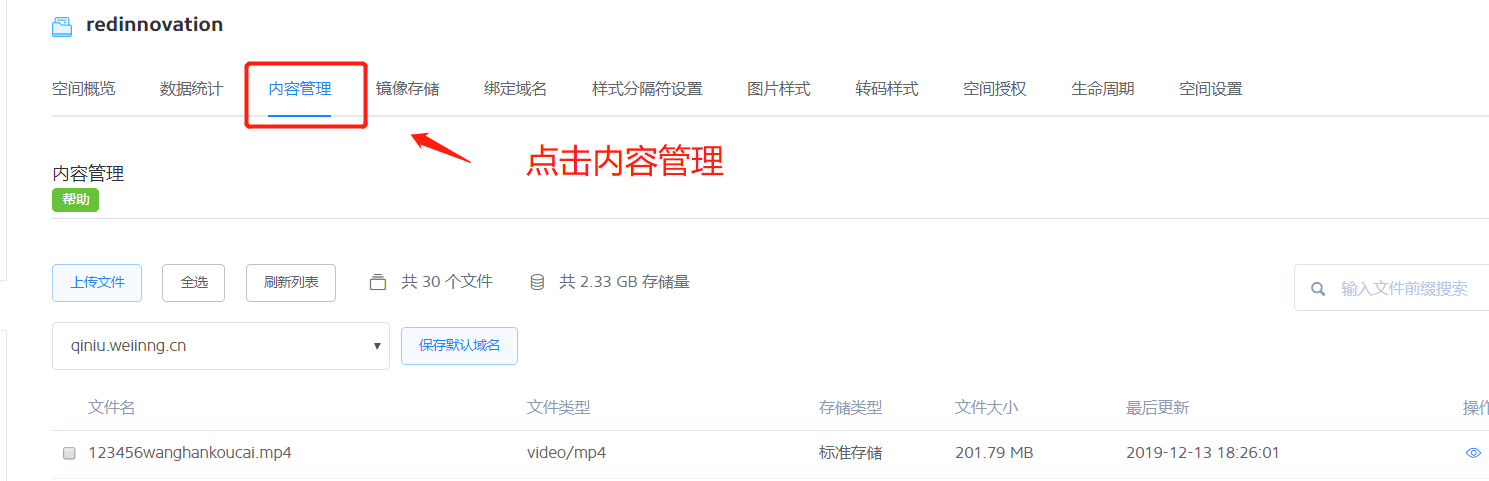 redinnovation
空间概览 数据统计 内容管理 镜像存储 绑定域名 样式分隔符设置 图片样式 转码样式 空间授权 生命周期 空间设置
点击内容管理
内容管理
帮助
上传文件 全选 刷新列表 共 30 个文件 共 2.33 GB 存储量 输入文件前缀搜索
qiniu.weiinng.cn 保存默认域名
文件名 文件类型 存储类型 文件大小 最后更新 操作
123456wanghankoucai.mp4 video/mp4 标准存储 201.79 MB 2019-12-13 18:26:01